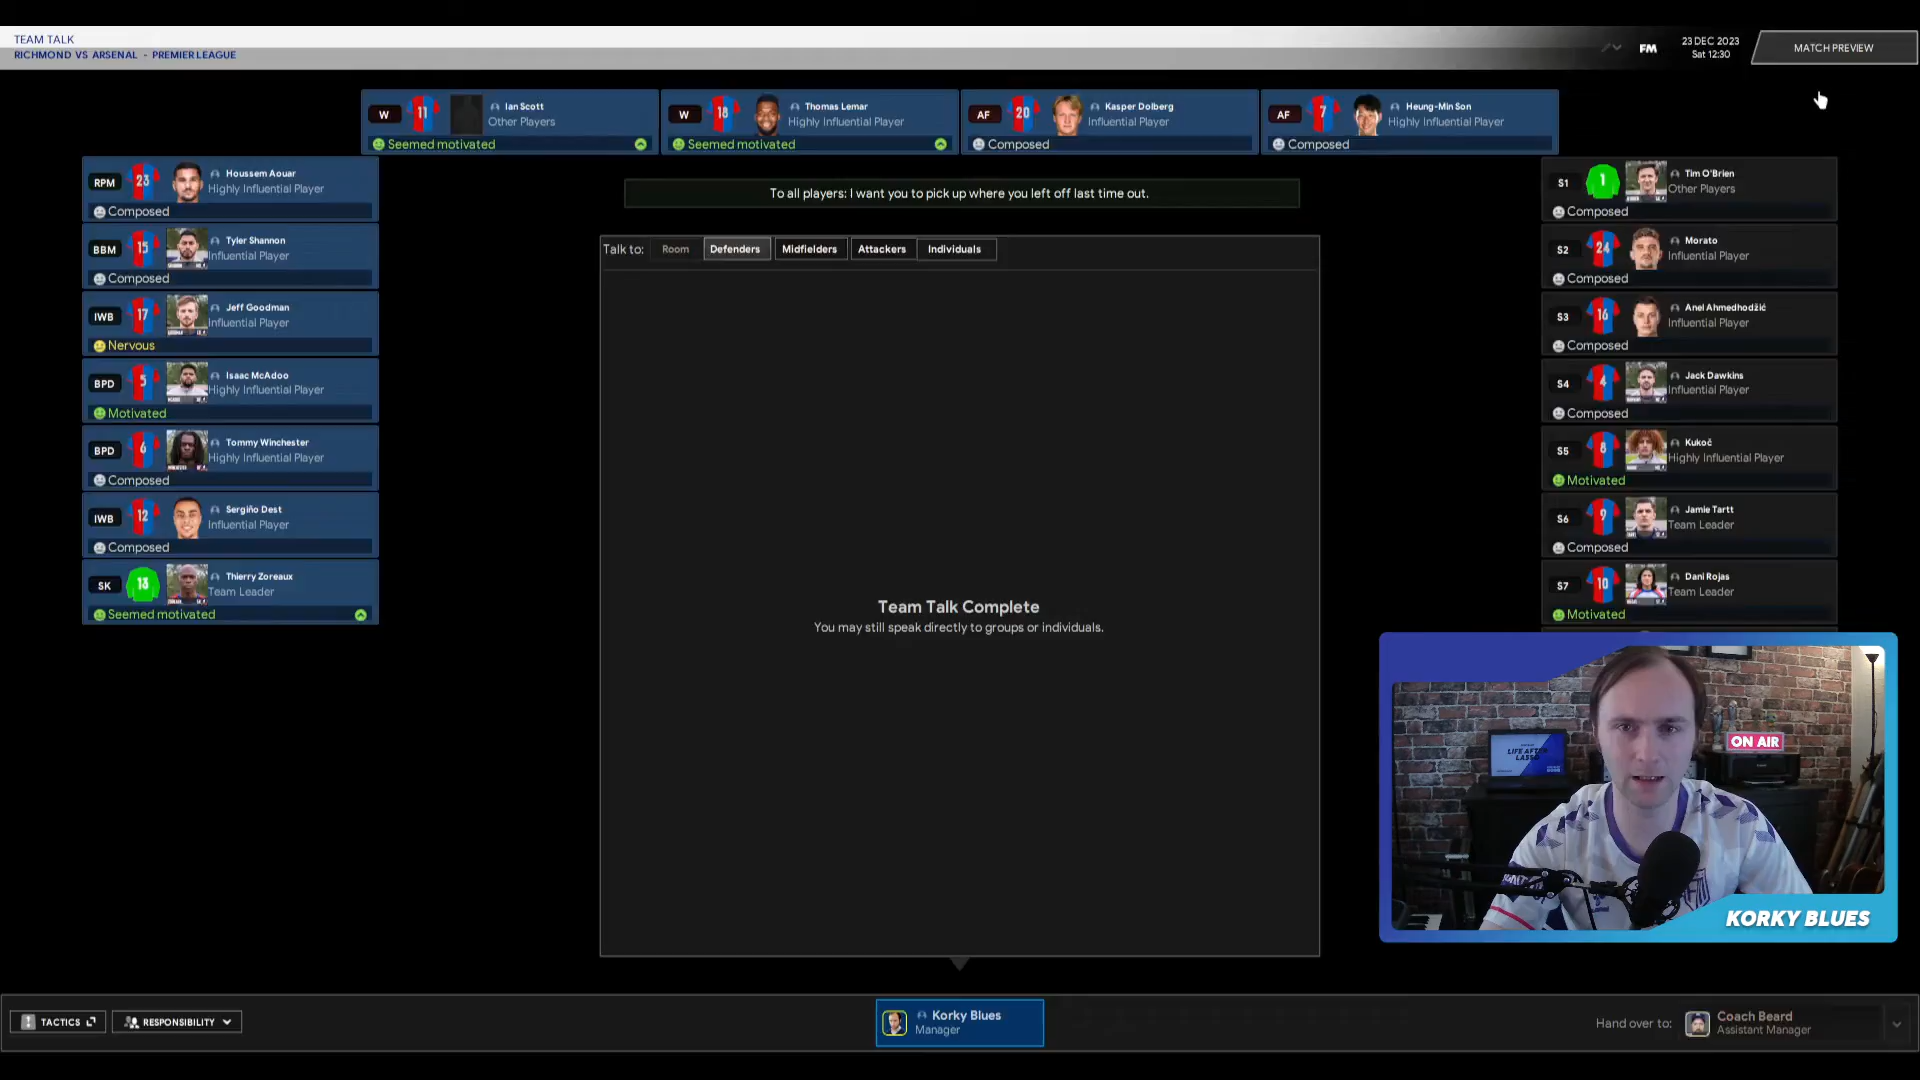 TEAM TALK
RICHMOND VS ARSENAL - PREMIER LEAGUE
FM
23 DEC 2023
Sat 12:30
MATCH PREVIEW
W 11 Ian Scott
Other Players
Seemed motivated
W 18 Thomas Lemar
Highly Influential Player
Seemed motivated
AF 20 Kasper Dolberg
Influential Player
Composed
AF 7 Heung-Min Son
Highly Influential Player
Composed
RPM 23 Houssem Aouar
Highly Influential Player
Composed
BBM 15 Tyler Shannon
Influential Player
Composed
IWB 17 Jeff Goodman
Influential Player
Nervous
BPD 5 Isaac McAdoo
Highly Influential Player
Motivated
BPD 6 Tommy Winchester
Highly Influential Player
Composed
IWB 12 Sergiño Dest
Influential Player
Composed
SK 13 Thierry Zoreaux
Team Leader
Seemed motivated
To all players: I want you to pick up where you left off last time out.
Talk to: Room Defenders Midfielders Attackers Individuals
Team Talk Complete
You may still speak directly to groups or individuals.
S1 1 Tim O'Brien
Other Players
Composed
S2 24 Morato
Influential Player
Composed
S3 16 Anel Ahmedhodžić
Influential Player
Composed
S4 4 Jack Dawkins
Influential Player
Composed
S5 8 Kukoč
Highly Influential Player
Motivated
S6 9 Jamie Tartt
Team Leader
Composed
S7 10 Dani Rojas
Team Leader
Motivated
LIFE AFTER
LASSO
ON AIR
KORKY BLUES
TACTICS
RESPONSIBILITY
Korky Blues
Manager
Hand over to:
Coach Beard
Assistant Manager